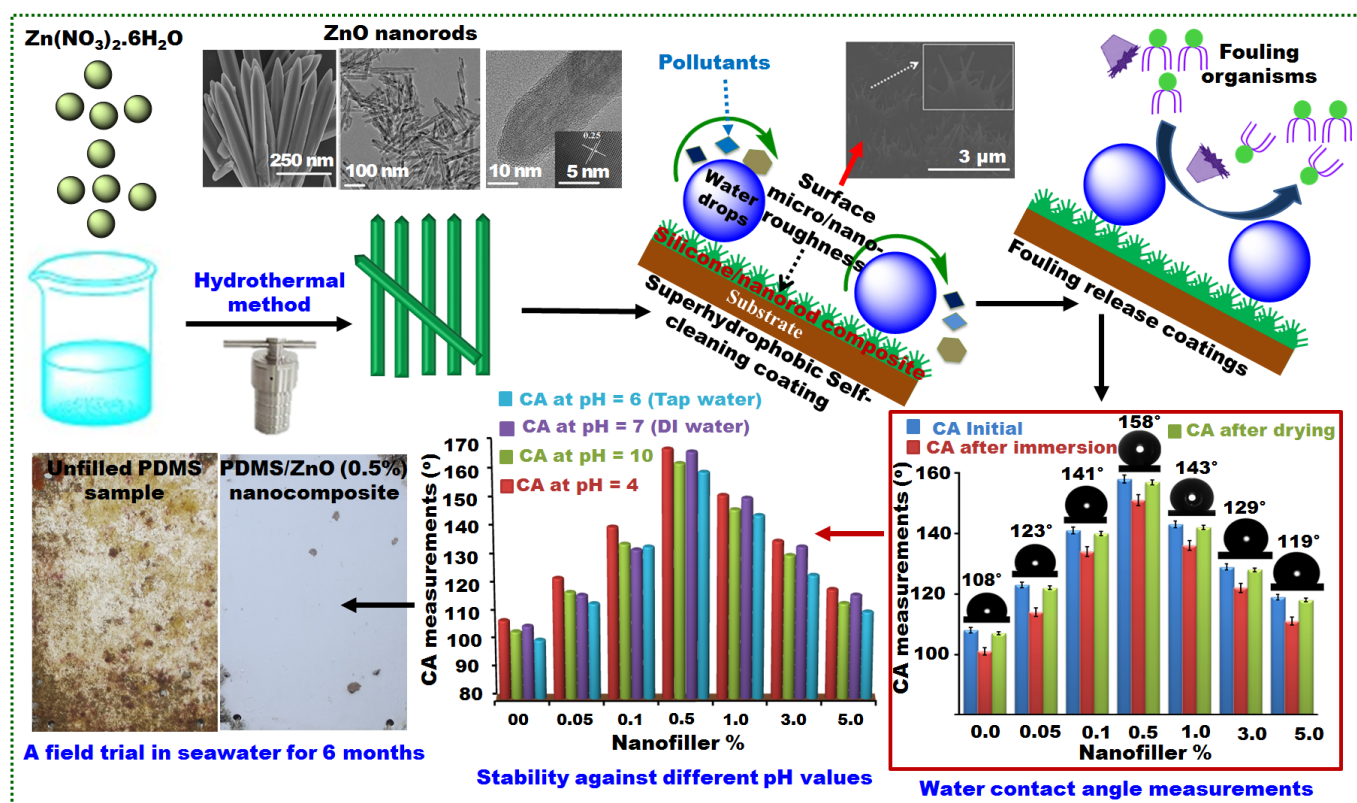 Zn(NO3)2.6H2O
ZnO nanorods
250 nm
100 nm
10 nm
0.25
5 nm
Pollutants
3 µm
Fouling
organisms
Water
drops
Surface
micro/nano-
roughness
Silicone/nanorod composite
Substrate
Superhydrophobic Self-
cleaning coating
Fouling release coatings
Hydrothermal
method
Unfilled PDMS
sample
PDMS/ZnO (0.5%)
nanocomposite
A field trial in seawater for 6 months
CA at pH = 6 (Tap water)
CA at pH = 7 (DI water)
CA at pH = 10
CA at pH = 4
CA measurements (º)
170
160
150
140
130
120
110
100
90
80
00 0.05 0.1 0.5 1.0 3.0 5.0
Nanofiller %
Stability against different pH values
CA Initial
CA after immersion
CA after drying
CA measurements (º)
160
140
120
100
108°
123°
141°
158°
143°
129°
119°
0.0 0.05 0.1 0.5 1.0 3.0 5.0
Nanofiller %
Water contact angle measurements